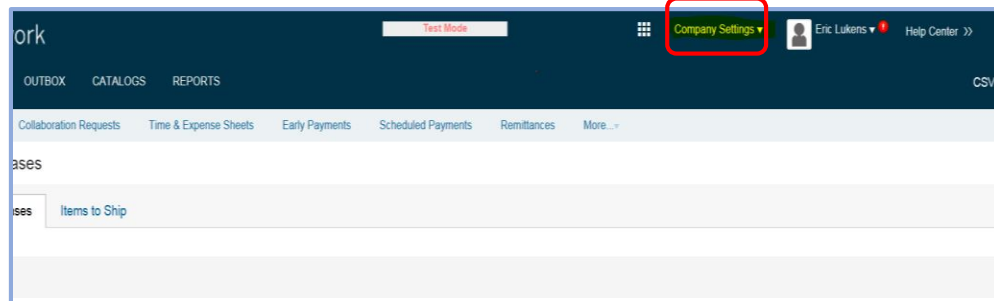 ork Test Mode Company Settings ▾ Eric Lukens ▾ Help Center >>
OUTBOX CATALOGS REPORTS CSV
Collaboration Requests Time & Expense Sheets Early Payments Scheduled Payments Remittances More...
ases
ses Items to Ship